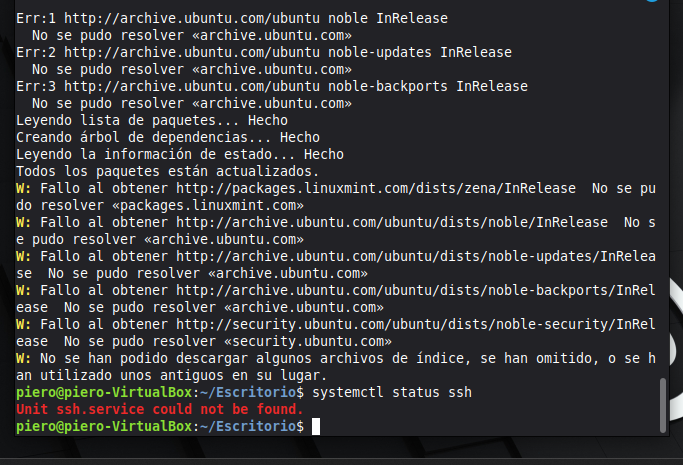 Err:1 http://archive.ubuntu.com/ubuntu noble InRelease
  No se pudo resolver «archive.ubuntu.com»
Err:2 http://archive.ubuntu.com/ubuntu noble-updates InRelease
  No se pudo resolver «archive.ubuntu.com»
Err:3 http://archive.ubuntu.com/ubuntu noble-backports InRelease
  No se pudo resolver «archive.ubuntu.com»
Leyendo lista de paquetes... Hecho
Creando árbol de dependencias... Hecho
Leyendo la información de estado... Hecho
Todos los paquetes están actualizados.
W: Fallo al obtener http://packages.linuxmint.com/dists/zena/InRelease  No se pu
do resolver «packages.linuxmint.com»
W: Fallo al obtener http://archive.ubuntu.com/ubuntu/dists/noble/InRelease  No s
e pudo resolver «archive.ubuntu.com»
W: Fallo al obtener http://archive.ubuntu.com/ubuntu/dists/noble-updates/InRelea
se  No se pudo resolver «archive.ubuntu.com»
W: Fallo al obtener http://archive.ubuntu.com/ubuntu/dists/noble-backports/InRel
ease  No se pudo resolver «archive.ubuntu.com»
W: Fallo al obtener http://security.ubuntu.com/ubuntu/dists/noble-security/InRel
ease  No se pudo resolver «security.ubuntu.com»
W: No se han podido descargar algunos archivos de índice, se han omitido, o se h
an utilizado unos antiguos en su lugar.
piero@piero-VirtualBox:~/Escritorio$ systemctl status ssh
Unit ssh.service could not be found.
piero@piero-VirtualBox:~/Escritorio$